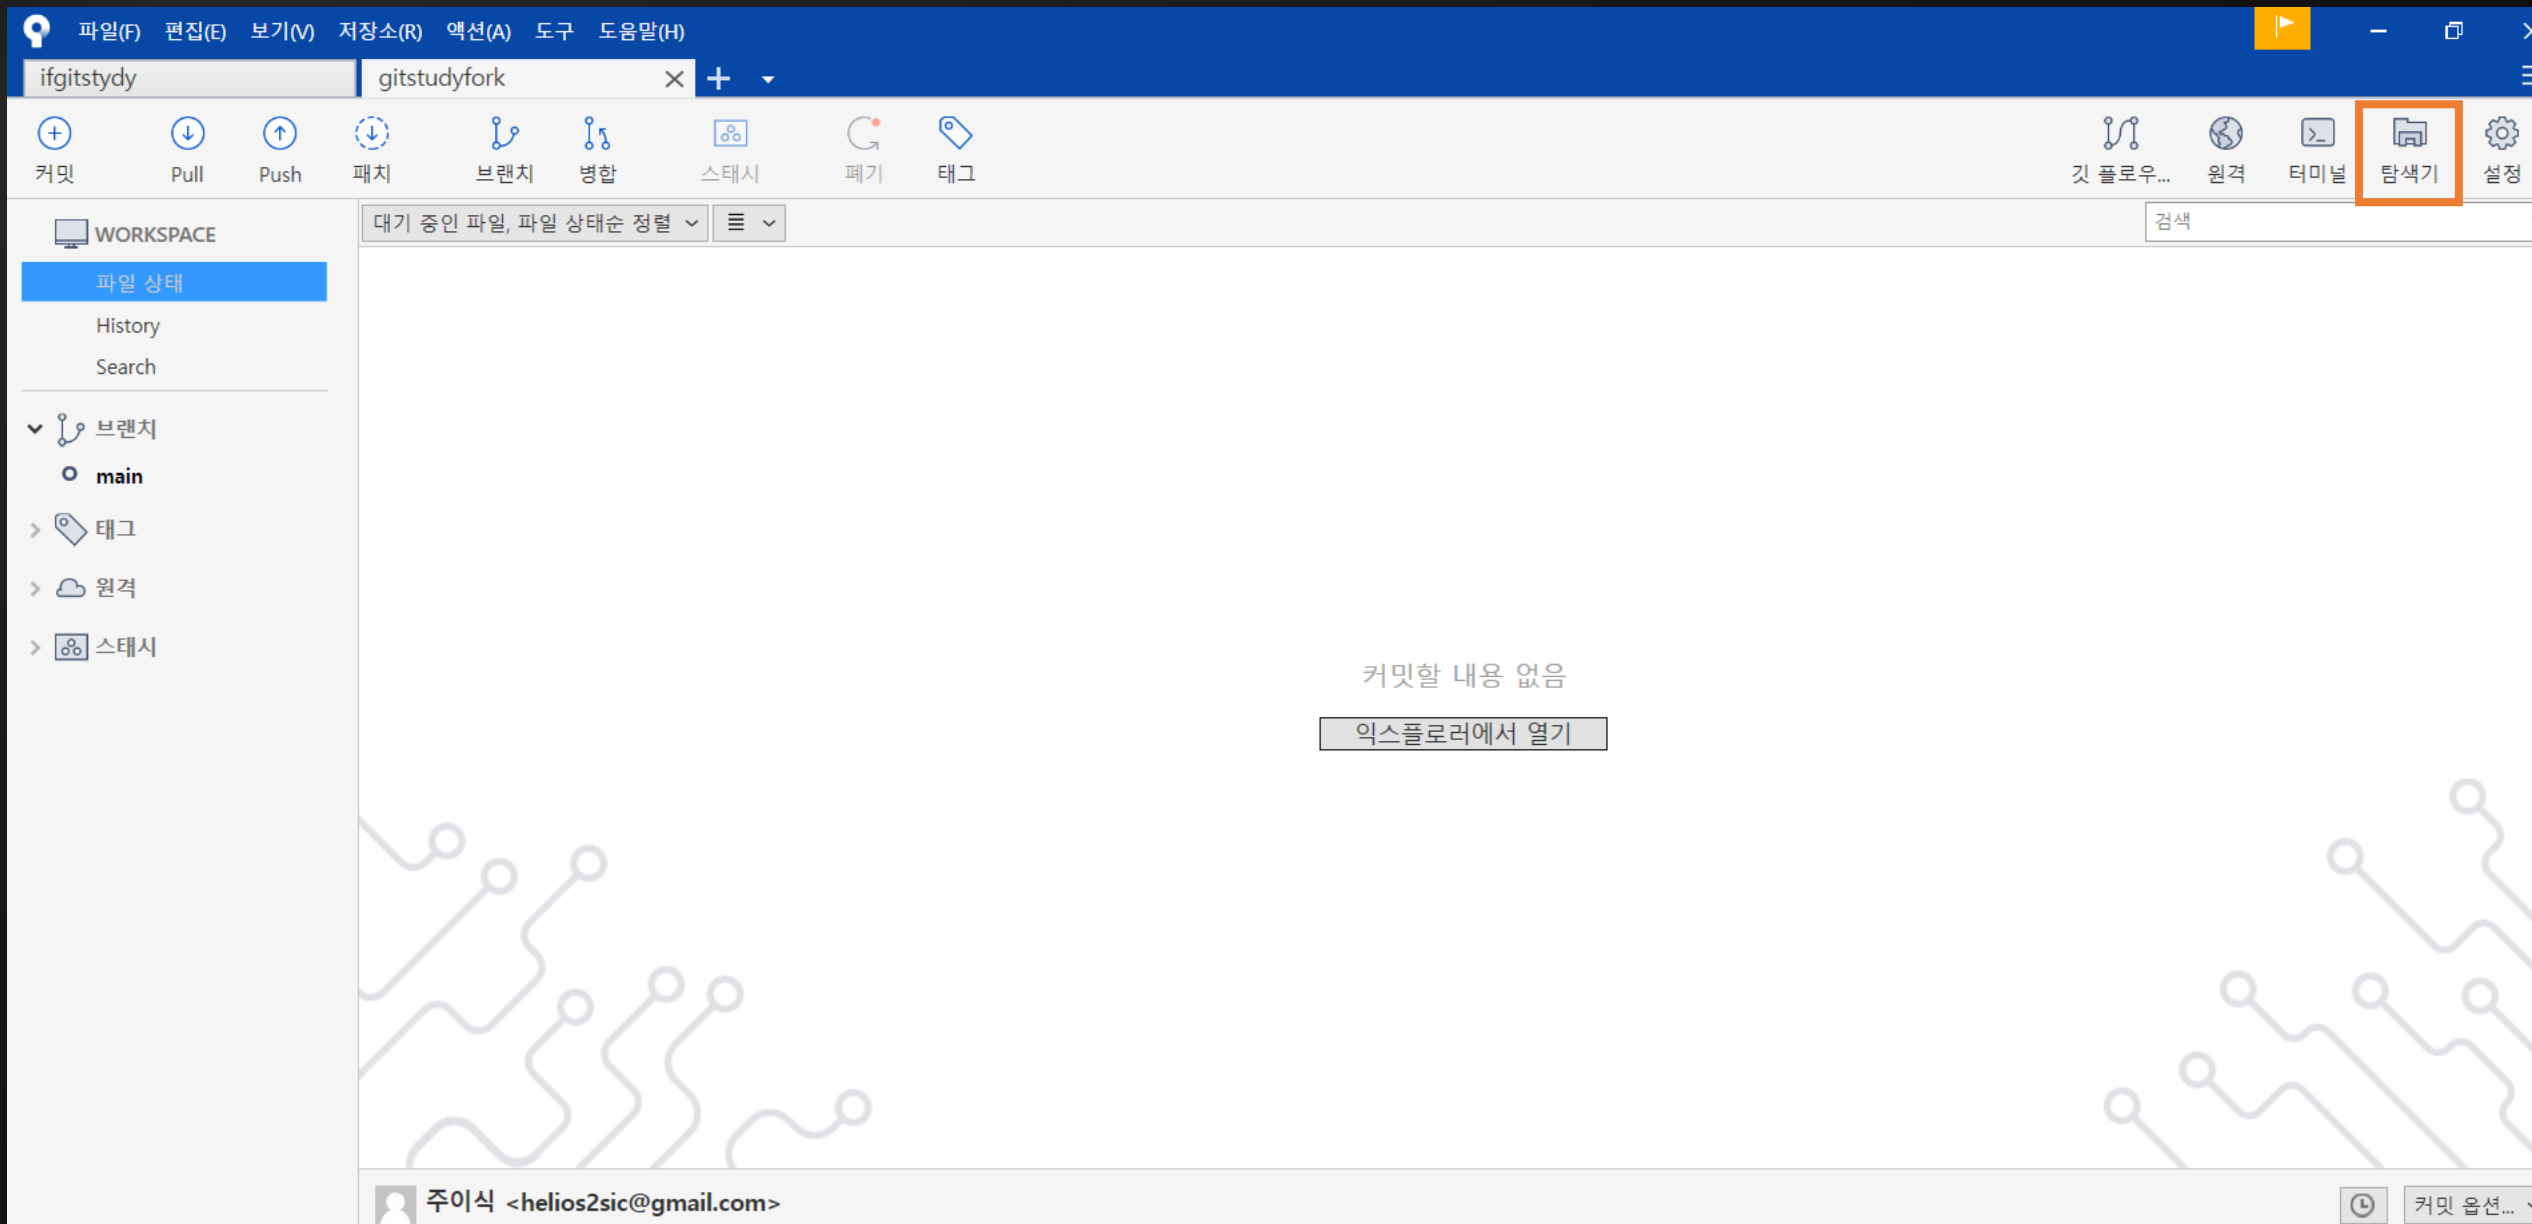 파일(F) 편집(E) 보기(V) 저장소(R) 액션(A) 도구 도움말(H)
ifgitstydy gitstudyfork
커밋 Pull Push 패치 브랜치 병합 스태시 폐기 태그 깃 플로우... 원격 터미널 탐색기 설정
WORKSPACE
대기 중인 파일, 파일 상태순 정렬
검색
파일 상태
History
Search
브랜치
main
태그
원격
스태시
커밋할 내용 없음
익스플로러에서 열기
주이식 <helios2sic@gmail.com>
커밋 옵션...